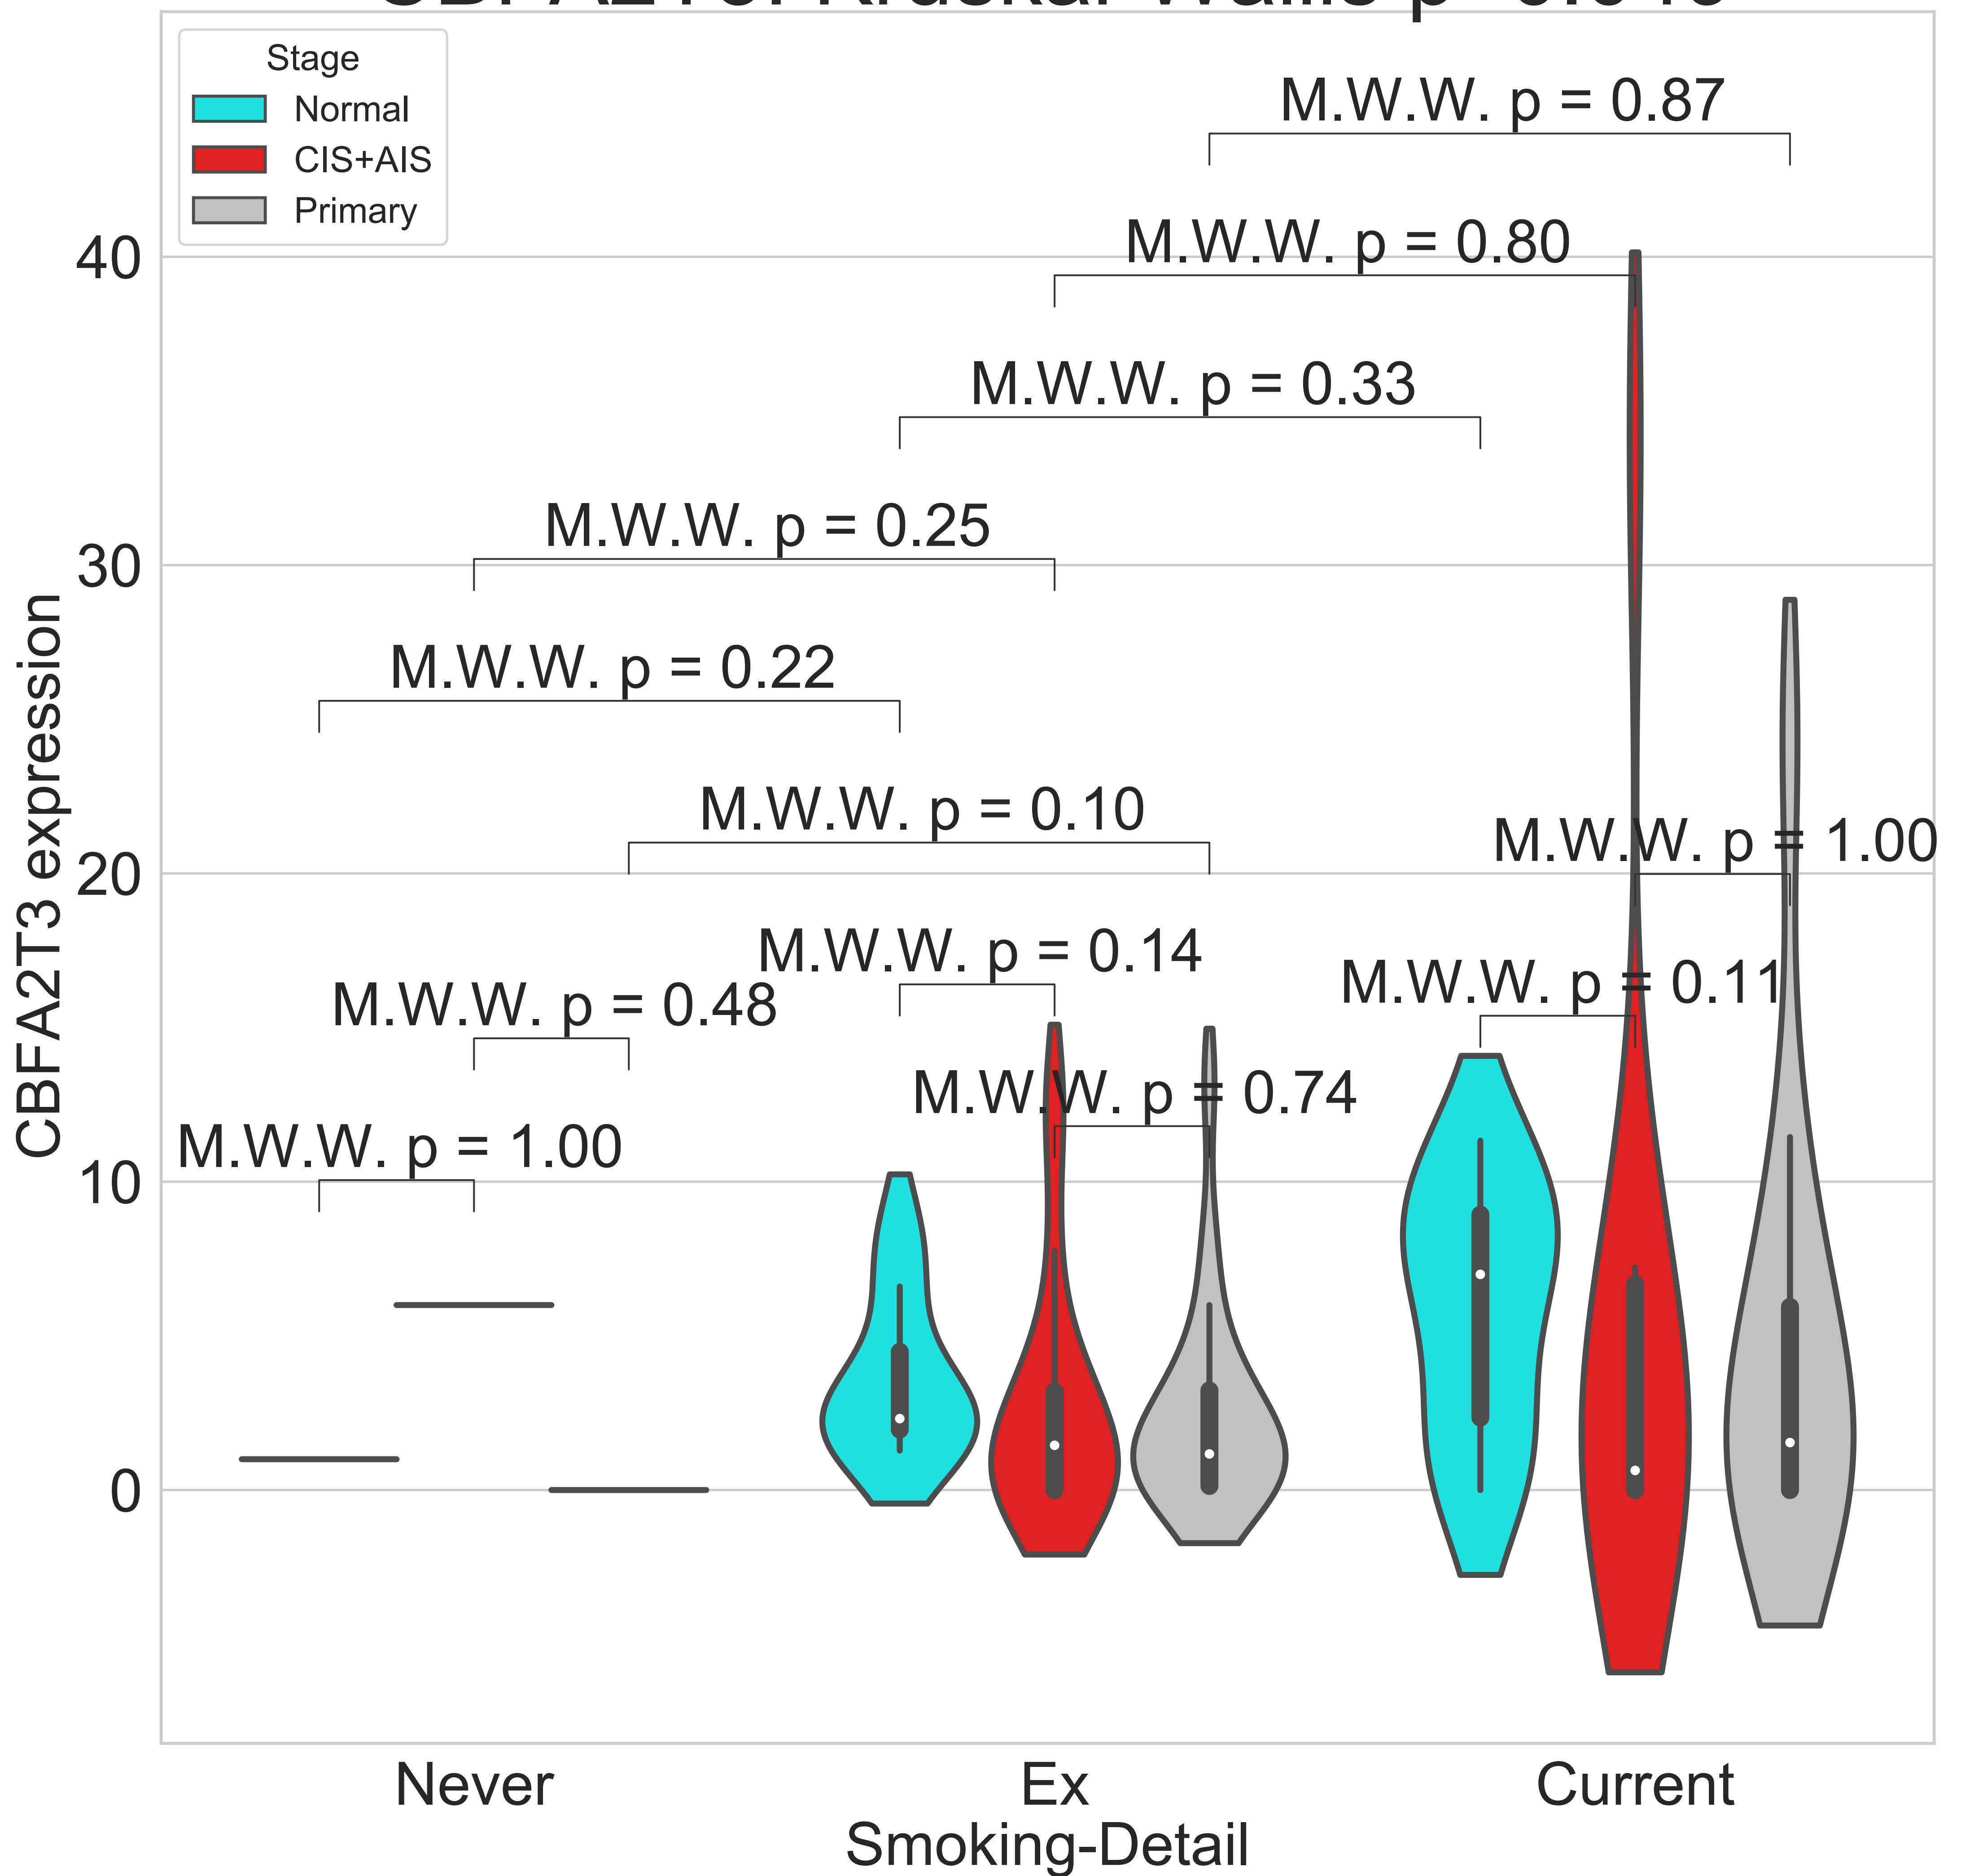 Stage
Normal
CIS+AIS
Primary
M.W.W. p = 0.87
M.W.W. p = 0.80
M.W.W. p = 0.33
M.W.W. p = 0.25
M.W.W. p = 0.22
M.W.W. p = 0.10
M.W.W. p = 1.00
M.W.W. p = 0.14
M.W.W. p = 0.11
M.W.W. p = 0.48
M.W.W. p = 0.74
M.W.W. p = 1.00
CBFA2T3 expression
40
30
20
10
0
Never
Ex
Current
Smoking-Detail